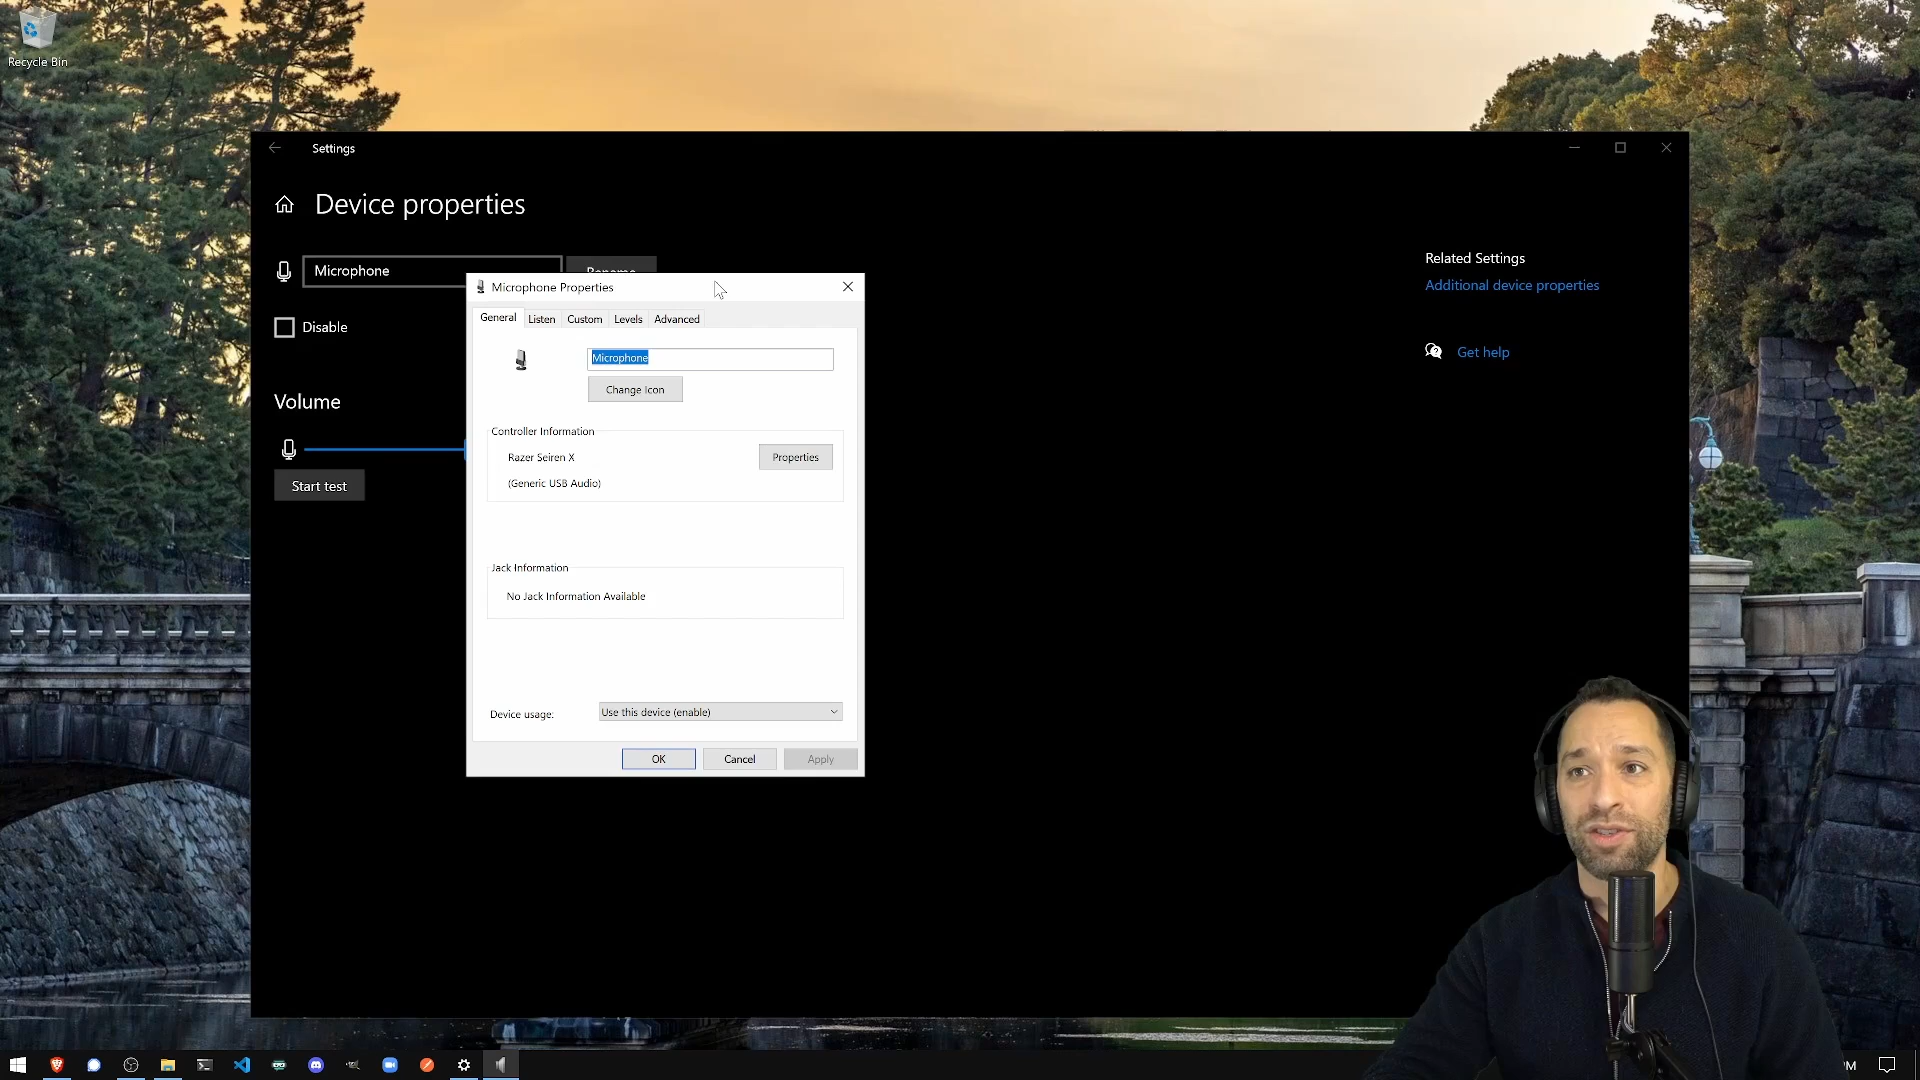 Recycle Bin
Settings
Device properties
Microphone
Rename
Disable
Volume
Start test
Related Settings
Additional device properties
Get help
Microphone Properties
General
Listen
Custom
Levels
Advanced
Microphone
Change Icon
Controller Information
Razer Seiren X
Properties
(Generic USB Audio)
Jack Information
No Jack Information Available
Device usage:
Use this device (enable)
OK
Cancel
Apply